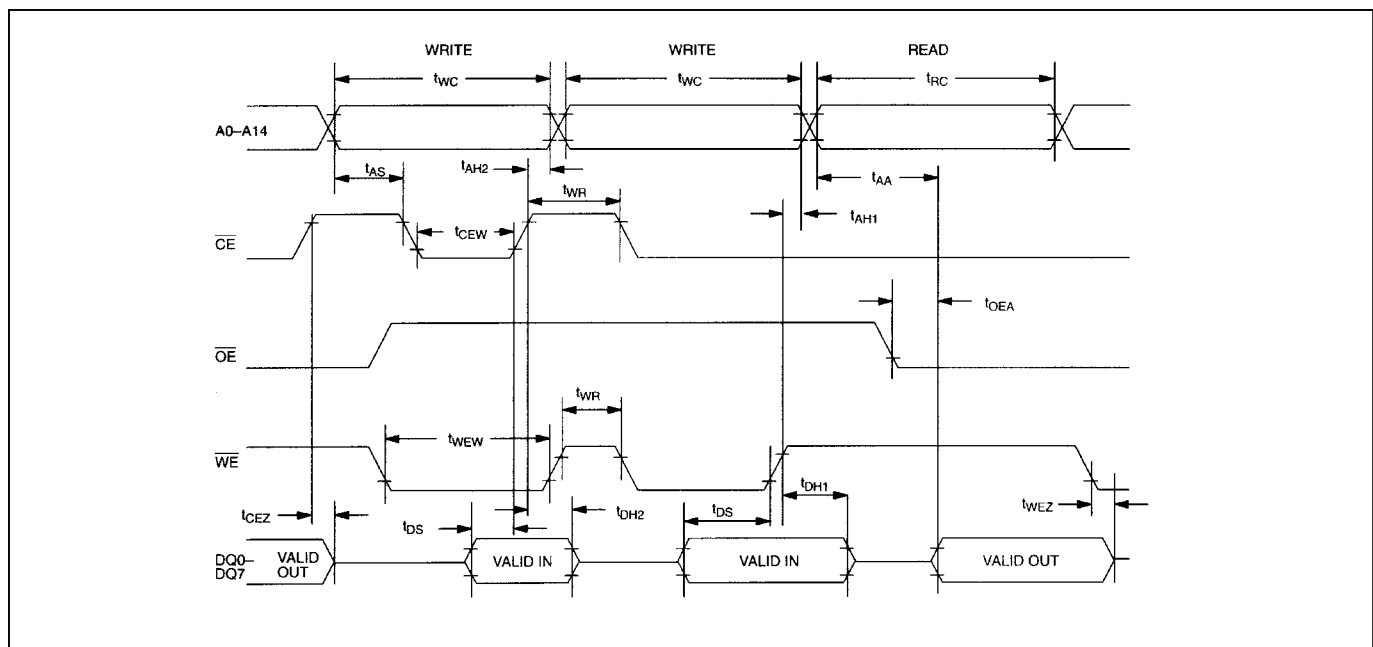 WRITE WRITE READ
tWC tWC tRC
A0–A14
tAS tAH2 tAA
tWR
tAH1
CE tCEW
tOEA
OE
tWR
tWEW
WE
tDH1
tCEZ tDS tDH2 tDS tWEZ
DQ0– VALID VALID IN VALID IN VALID OUT
DQ7 OUT